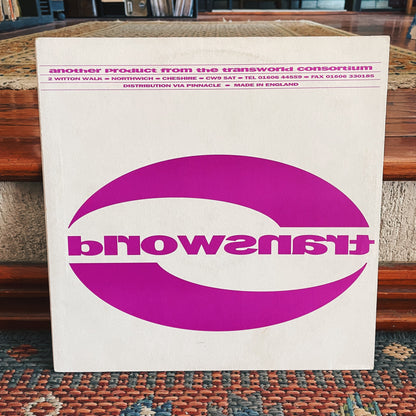 another product from the transworld consortium
2 WITTON WALK = NORTHWICH = CHESHIRE = CW9 5AT = TEL 01606 44559 = FAX 01606 330185
DISTRIBUTION VIA PINNACLE = MADE IN ENGLAND
transworld